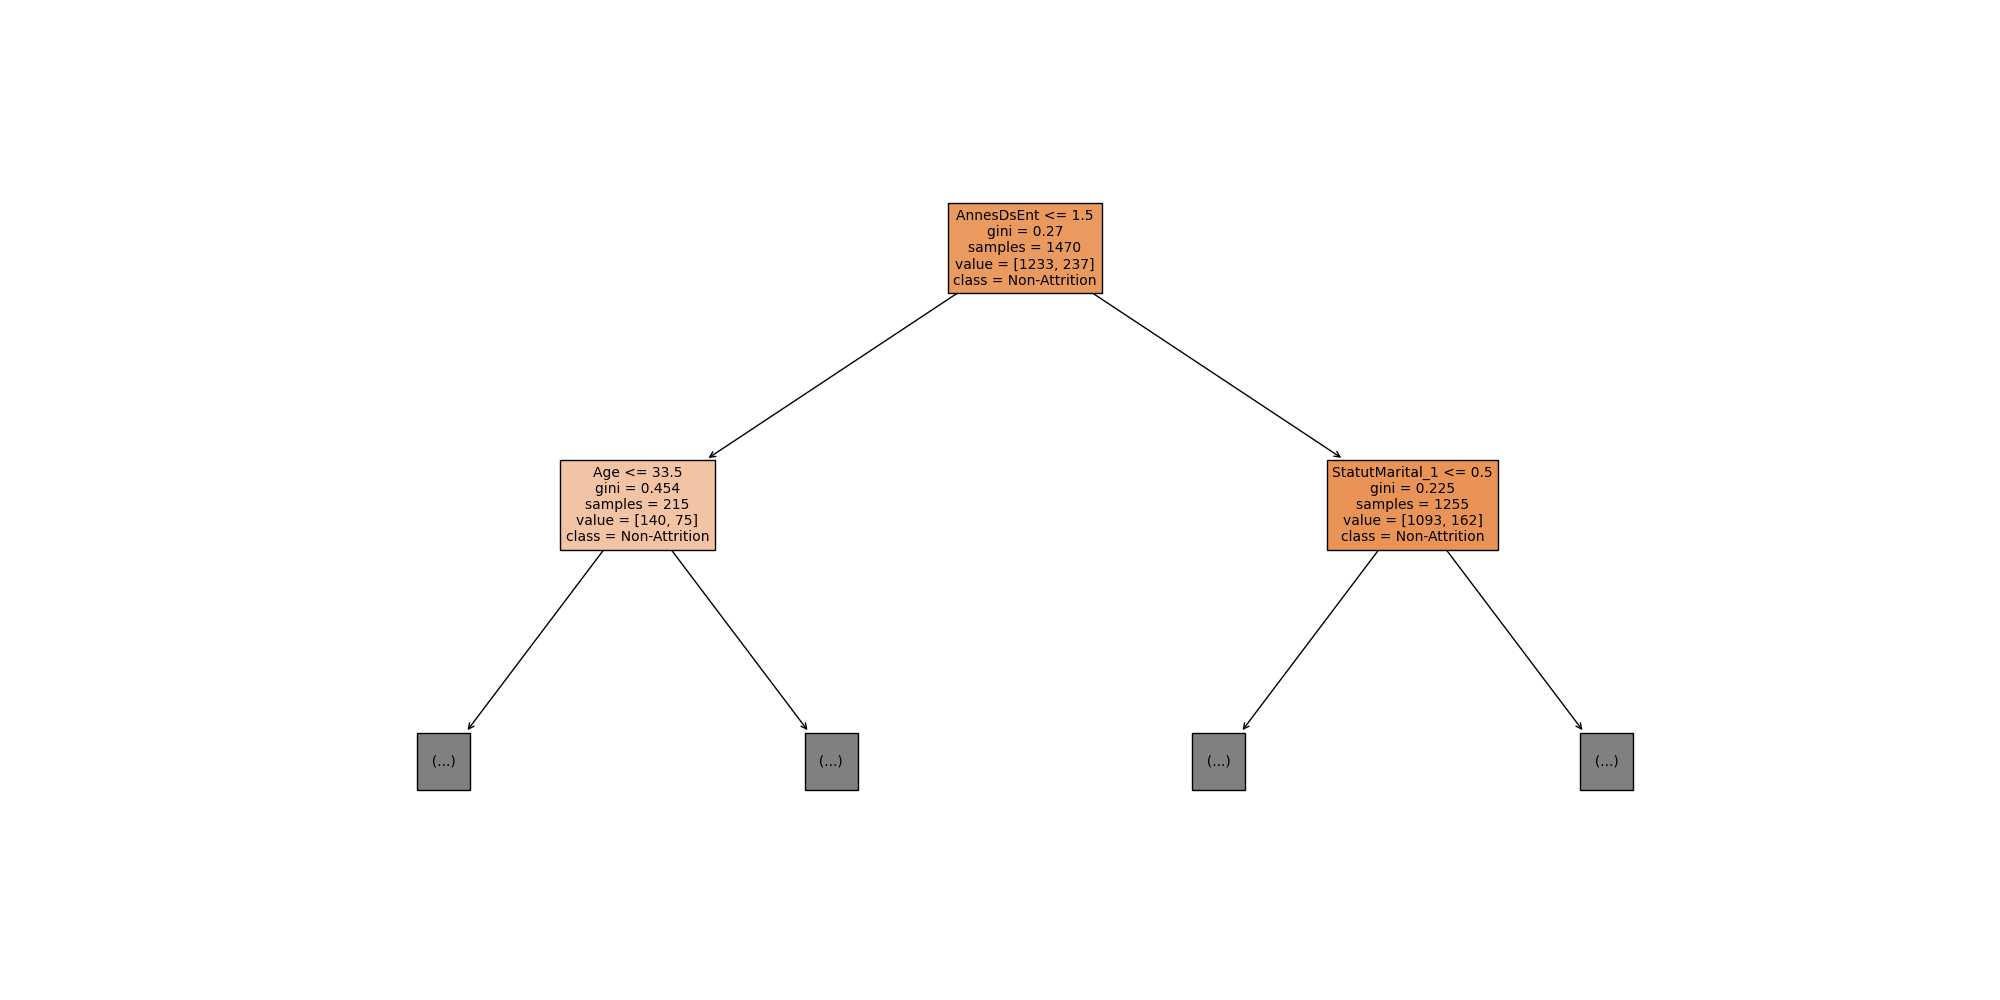 AnnesDsEnt <= 1.5
gini = 0.27
samples = 1470
value = [1233, 237]
class = Non-Attrition
Age <= 33.5
gini = 0.454
samples = 215
value = [140, 75]
class = Non-Attrition
StatutMarital_1 <= 0.5
gini = 0.225
samples = 1255
value = [1093, 162]
class = Non-Attrition
(...)
(...)
(...)
(...)